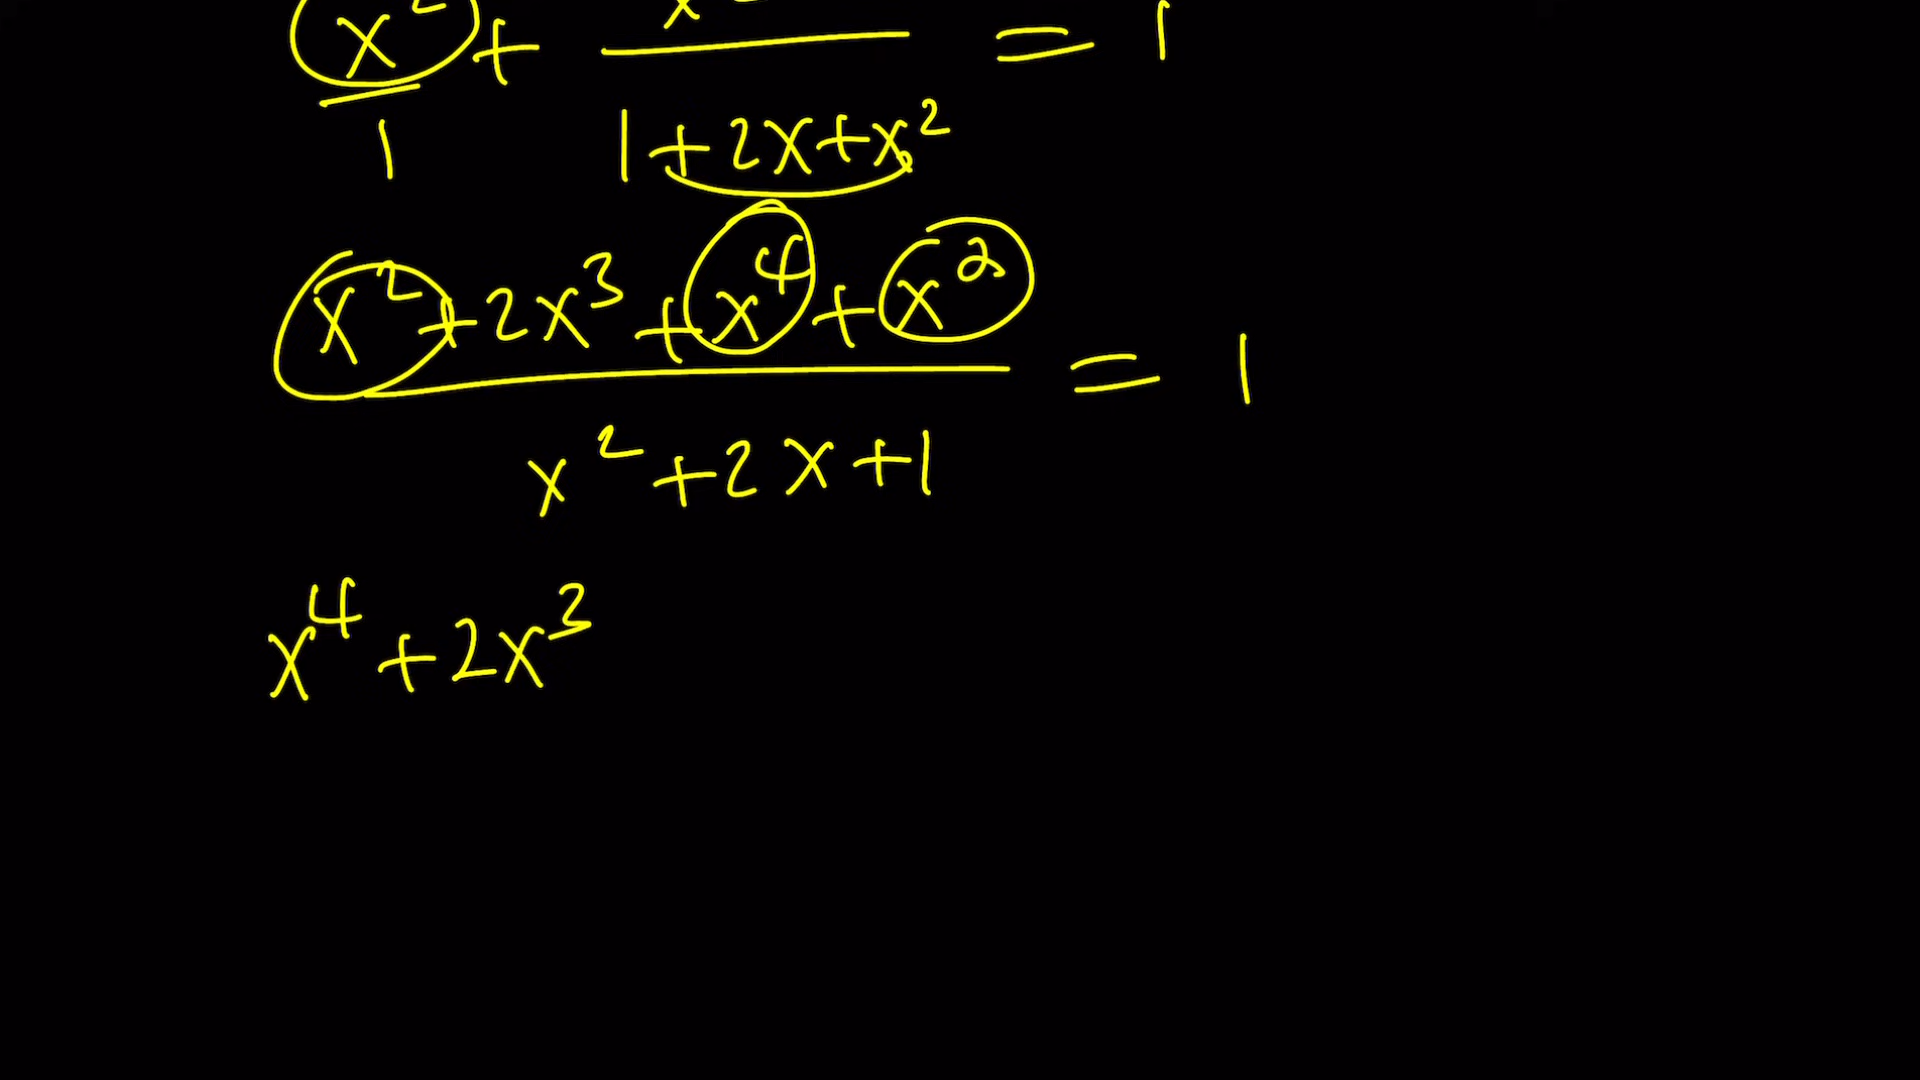 x² + x = 1
1 1+2x+x²
x² + 2x³ + x⁴ + x² = 1
x² + 2x + 1
x⁴ + 2x³